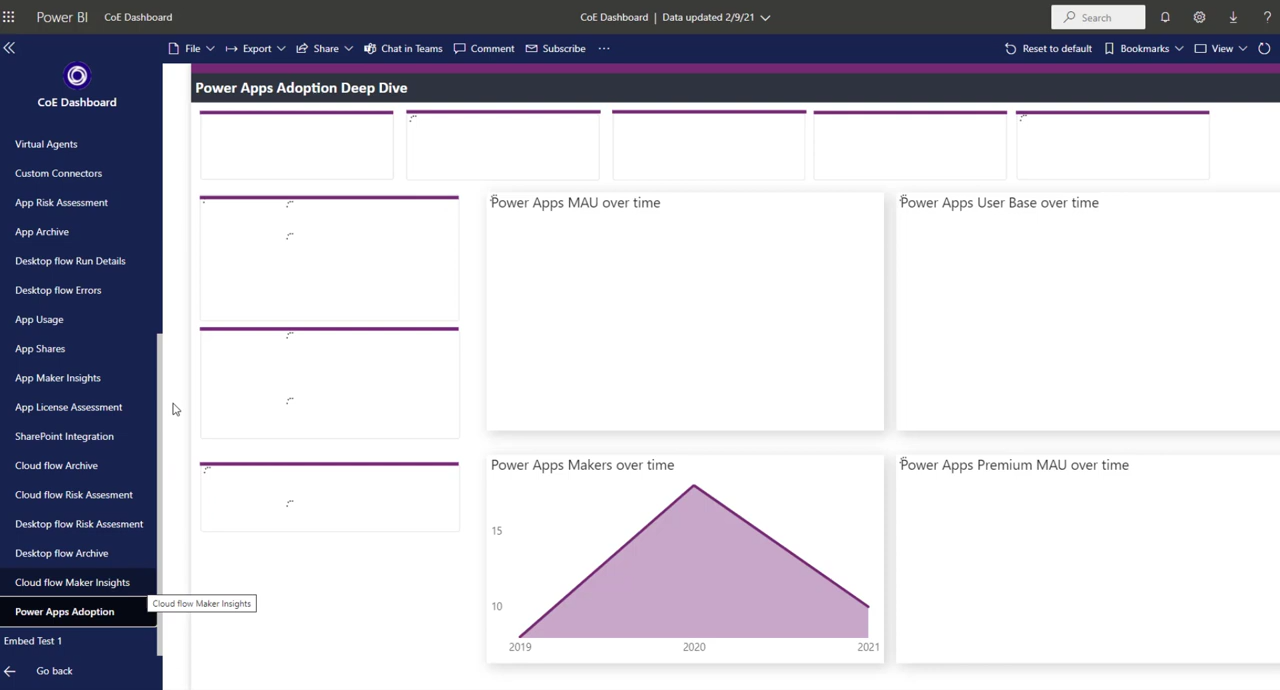 Power BI CoE Dashboard
CoE Dashboard | Data updated 2/9/21
Search
?
File Export Share Chat in Teams Comment Subscribe ···
Reset to default Bookmarks View
CoE Dashboard
Virtual Agents
Custom Connectors
App Risk Assessment
App Archive
Desktop flow Run Details
Desktop flow Errors
App Usage
App Shares
App Maker Insights
App License Assessment
SharePoint Integration
Cloud flow Archive
Cloud flow Risk Assesment
Desktop flow Risk Assesment
Desktop flow Archive
Cloud flow Maker Insights
Power Apps Adoption
Embed Test 1
Go back
Cloud flow Maker Insights
Power Apps Adoption Deep Dive
Power Apps MAU over time
Power Apps User Base over time
Power Apps Makers over time
15
10
2019 2020 2021
Power Apps Premium MAU over time